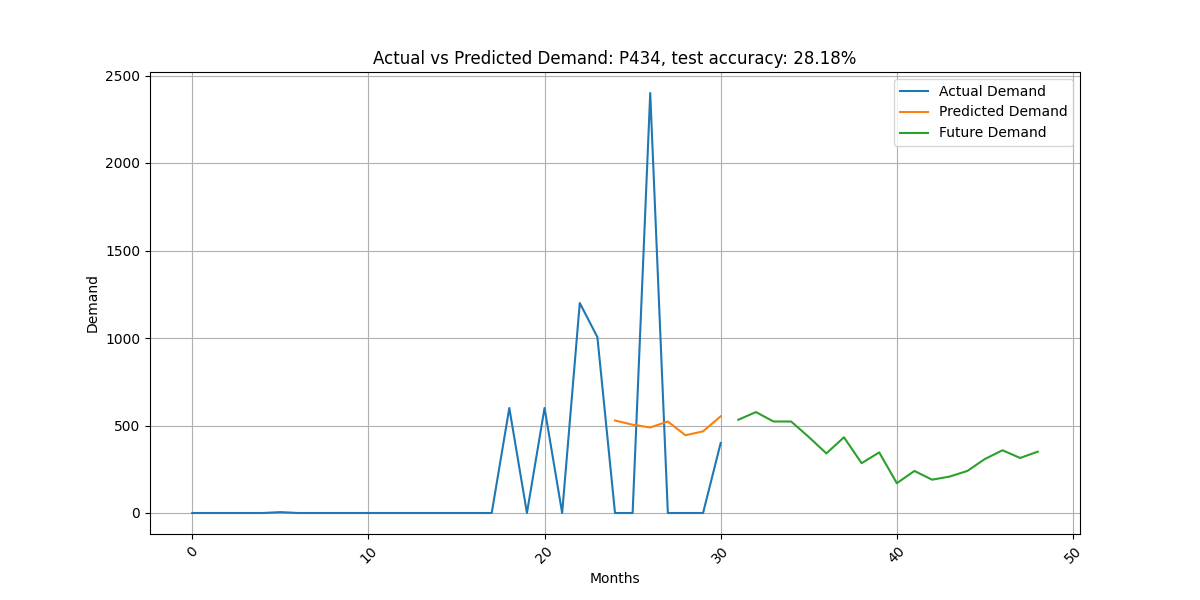 Actual vs Predicted Demand: P434, test accuracy: 28.18%
Actual Demand
Predicted Demand
Future Demand
2500
2000
1500
1000
500
0
Demand
0 10 20 30 40 50
Months